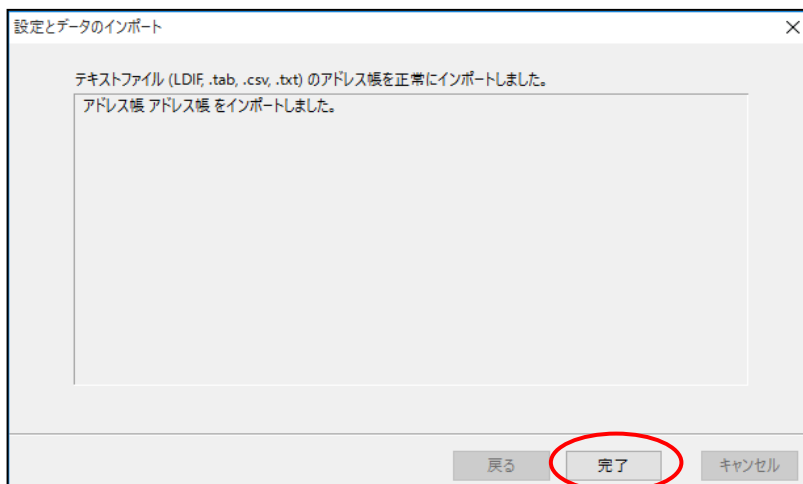 設定とデータのインポート
テキストファイル (LDIF, .tab, .csv, .txt) のアドレス帳を正常にインポートしました。
アドレス帳 アドレス帳 をインポートしました。
戻る 完了 キャンセル